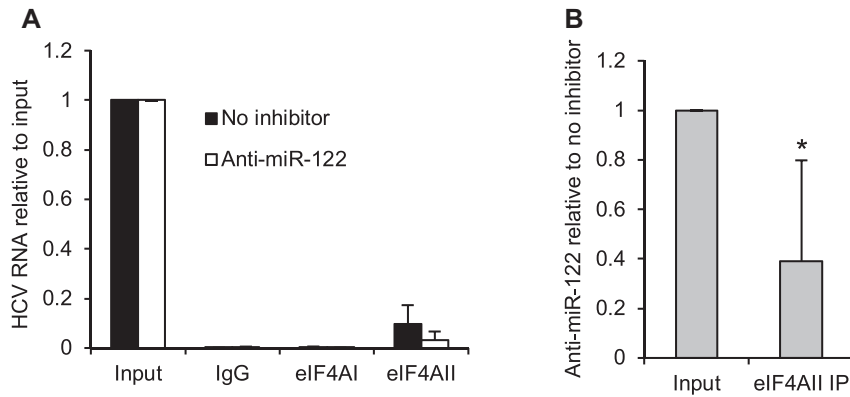 A
HCV RNA relative to input
1.2
1
0.8
0.6
0.4
0.2
0
No inhibitor
Anti-miR-122
Input IgG eIF4AI eIF4AII
B
Anti-miR-122 relative to no inhibitor
1.2
1
0.8
0.6
0.4
0.2
0
*
Input eIF4AII IP